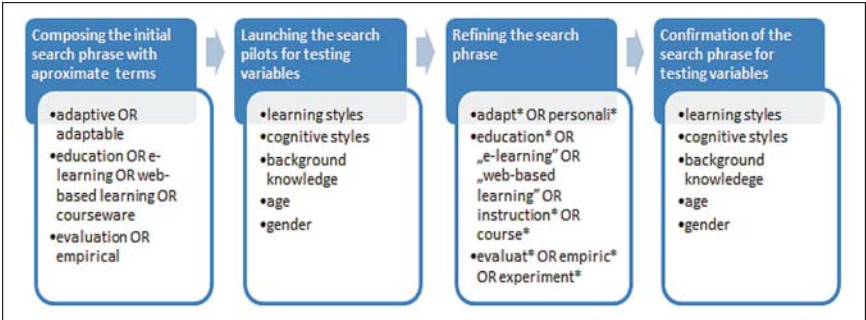 Composing the initial
search phrase with
aproximate terms
•adaptive OR
adaptable
•education OR e-
learning OR web-
based learning OR
courseware
•evaluation OR
empirical
Launching the search
pilots for testing
variables
•learning styles
•cognitive styles
•background
knowledge
•age
•gender
Refining the search
phrase
•adapt* OR personali*
•education* OR
„e-learning” OR
„web-based
learning” OR
instruction* OR
course*
•evaluat* OR empiric*
OR experiment*
Confirmation of the
search phrase for
testing variables
•learning styles
•cognitive styles
•background
knowledege
•age
•gender